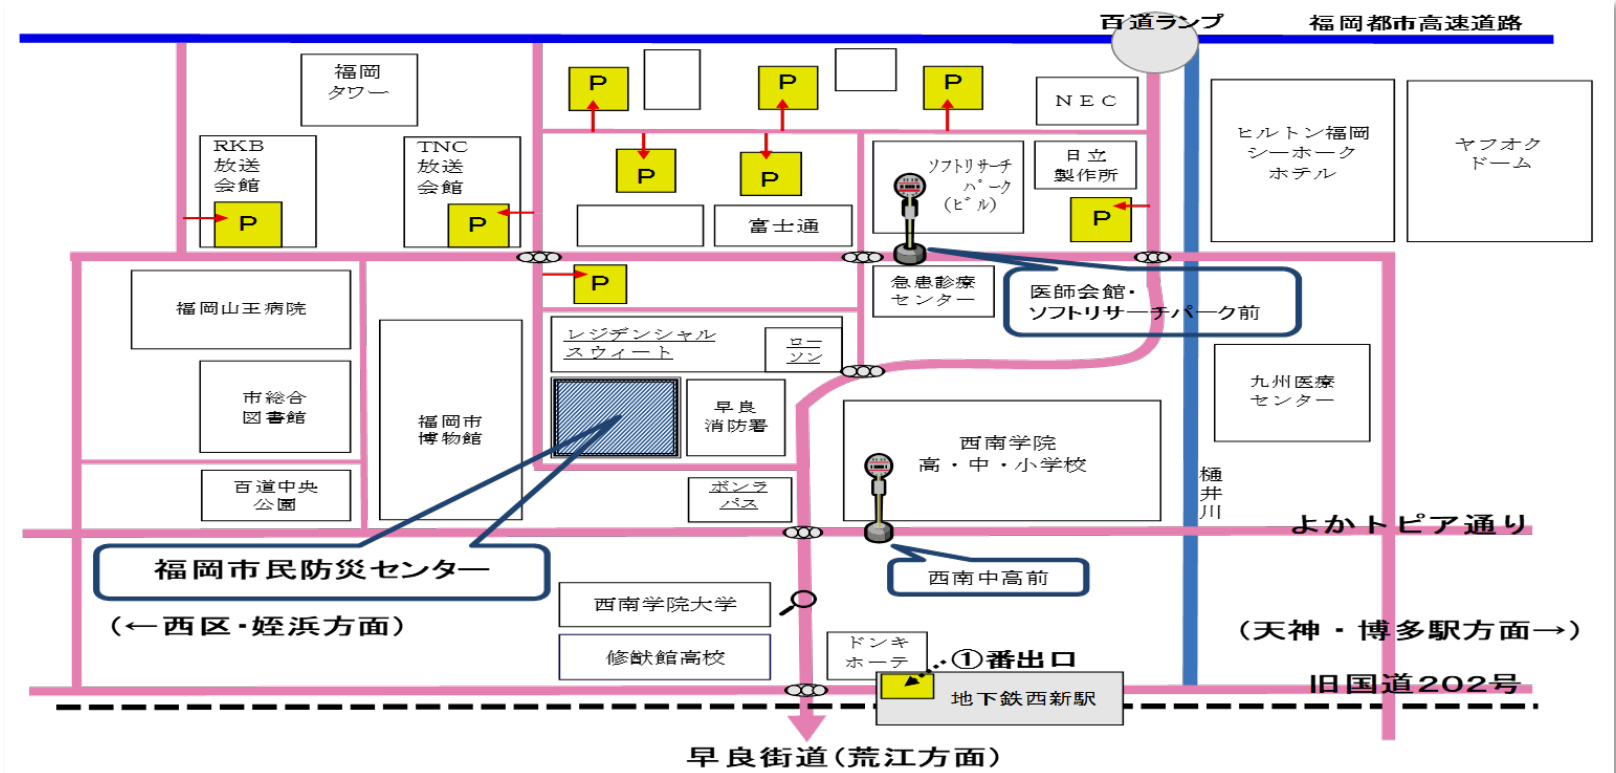 百道ランプ
福岡都市高速道路
福岡
タワー
P
P
P
NEC
RKB
放送
会館
P
TNC
放送
会館
P
P
P
富士通
ソフトリサーチ
パーク
(ビル)
日立
製作所
P
ヒルトン福岡
シーホーク
ホテル
ヤフオク
ドーム
福岡山王病院
P
急患診療
センター
医師会館・
ソフトリサーチパーク前
レジデンシャル
スウィート
ロー
ソン
市総合
図書館
福岡市
博物館
早良
消防署
九州医療
センター
西南学院
高・中・小学校
百道中央
公園
ボンラ
パス
樋井川
よかトピア通り
福岡市民防災センター
西南中高前
(←西区・姪浜方面)
西南学院大学
(天神・博多駅方面→)
修猷館高校
ドンキ
ホーテ
①番出口
地下鉄西新駅
旧国道202号
早良街道(荒江方面)